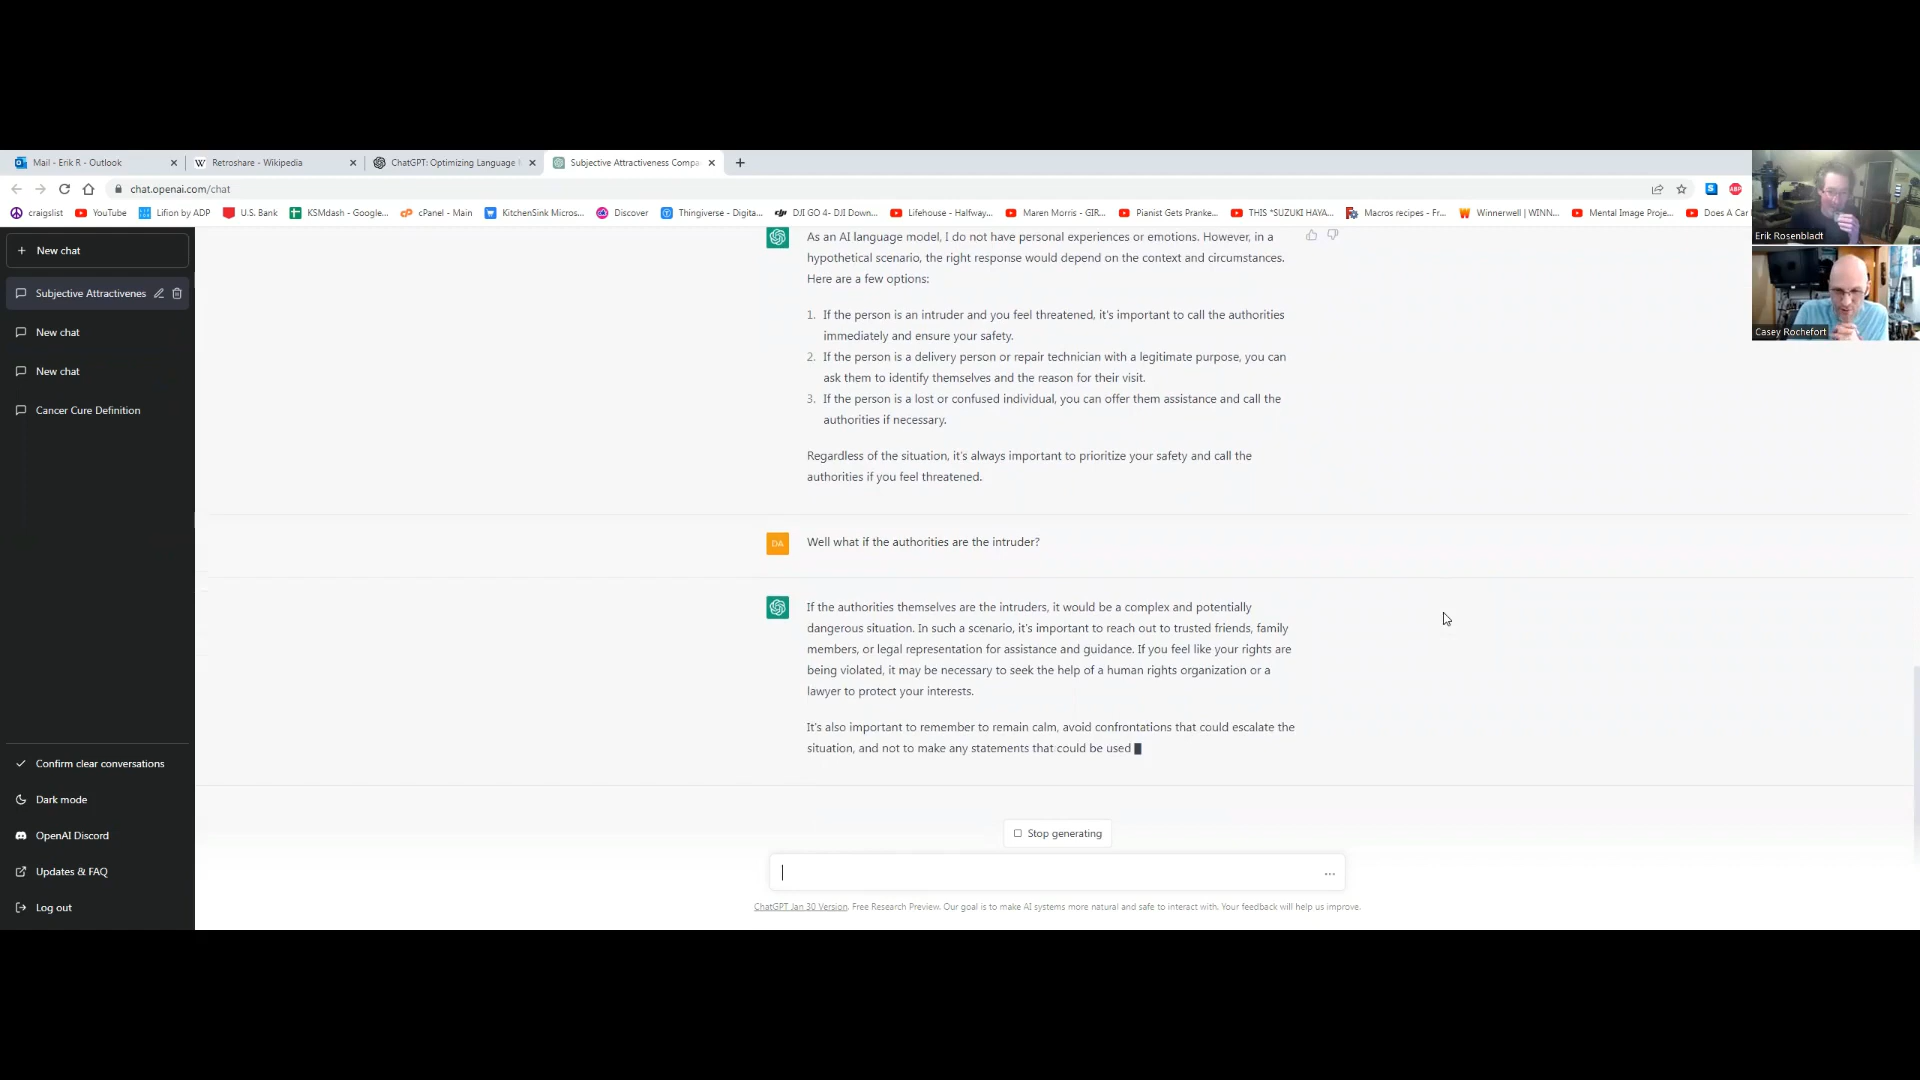 Mail - Erik R - Outlook
Retroshare - Wikipedia
ChatGPT: Optimizing Language
Subjective Attractiveness Compa
chat.openai.com/chat
craigslist
YouTube
Lifion by ADP
U.S. Bank
KSMdash - Google...
cPanel - Main
KitchenSink Micros...
Discover
Thingiverse - Digita...
DJI GO 4- DJI Down...
Lifehouse - Halfway...
Maren Morris - GIR...
Pianist Gets Pranke...
THIS *SUZUKI HAYA...
Macros recipes - Fr...
Winnerwell | WINN...
Mental Image Proje...
Does A Car
Erik Rosenbladt
Casey Rochefort
New chat
Subjective Attractivenes
New chat
New chat
Cancer Cure Definition
Confirm clear conversations
Dark mode
OpenAI Discord
Updates & FAQ
Log out
As an AI language model, I do not have personal experiences or emotions. However, in a
hypothetical scenario, the right response would depend on the context and circumstances.
Here are a few options:
1. If the person is an intruder and you feel threatened, it's important to call the authorities
immediately and ensure your safety.
2. If the person is a delivery person or repair technician with a legitimate purpose, you can
ask them to identify themselves and the reason for their visit.
3. If the person is a lost or confused individual, you can offer them assistance and call the
authorities if necessary.
Regardless of the situation, it's always important to prioritize your safety and call the
authorities if you feel threatened.
DA
Well what if the authorities are the intruder?
If the authorities themselves are the intruders, it would be a complex and potentially
dangerous situation. In such a scenario, it's important to reach out to trusted friends, family
members, or legal representation for assistance and guidance. If you feel like your rights are
being violated, it may be necessary to seek the help of a human rights organization or a
lawyer to protect your interests.
It's also important to remember to remain calm, avoid confrontations that could escalate the
situation, and not to make any statements that could be used
Stop generating
ChatGPT Jan 30 Version. Free Research Preview. Our goal is to make AI systems more natural and safe to interact with. Your feedback will help us improve.